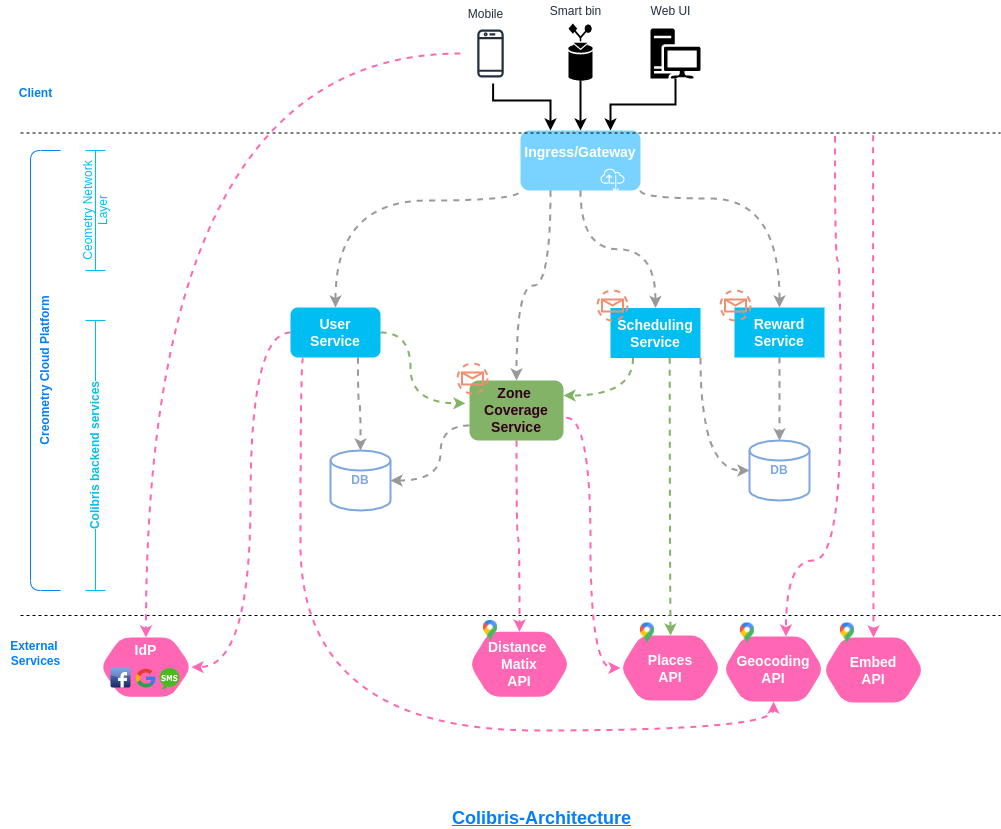 Mobile
Smart bin
Web UI
Client
Ingress/Gateway
Ceometry Network
Layer
Creometry Cloud Platform
Colibris backend services
User
Service
Scheduling
Service
Reward
Service
Zone
Coverage
Service
DB
DB
External
Services
IdP
f
G
SMS
Distance
Matix
API
Places
API
Geocoding
API
Embed
API
Colibris-Architecture